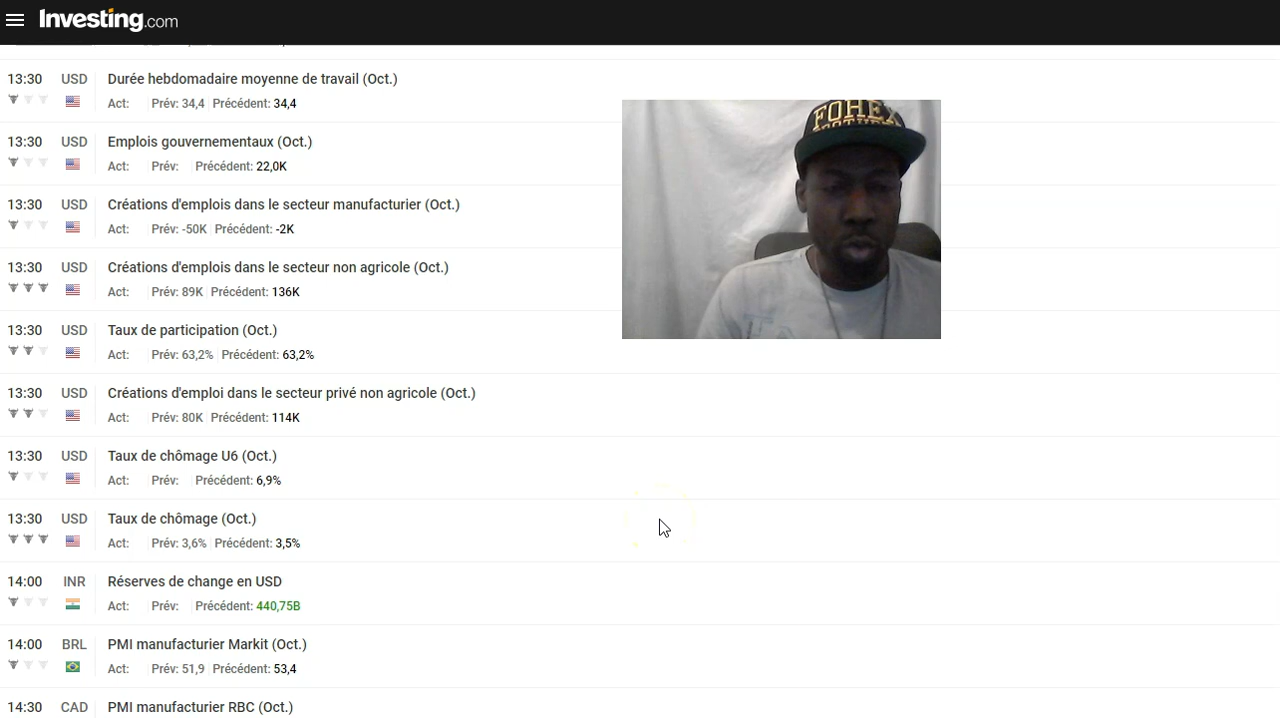 Investing.com
13:30 USD Durée hebdomadaire moyenne de travail (Oct.)
Act: Prév: 34,4 Précédent: 34,4
13:30 USD Emplois gouvernementaux (Oct.)
Act: Prév: Précédent: 22,0K
13:30 USD Créations d'emplois dans le secteur manufacturier (Oct.)
Act: Prév: -50K Précédent: -2K
13:30 USD Créations d'emplois dans le secteur non agricole (Oct.)
Act: Prév: 89K Précédent: 136K
13:30 USD Taux de participation (Oct.)
Act: Prév: 63,2% Précédent: 63,2%
13:30 USD Créations d'emploi dans le secteur privé non agricole (Oct.)
Act: Prév: 80K Précédent: 114K
13:30 USD Taux de chômage U6 (Oct.)
Act: Prév: Précédent: 6,9%
13:30 USD Taux de chômage (Oct.)
Act: Prév: 3,6% Précédent: 3,5%
14:00 INR Réserves de change en USD
Act: Prév: Précédent: 440,75B
14:00 BRL PMI manufacturier Markit (Oct.)
Act: Prév: 51,9 Précédent: 53,4
14:30 CAD PMI manufacturier RBC (Oct.)